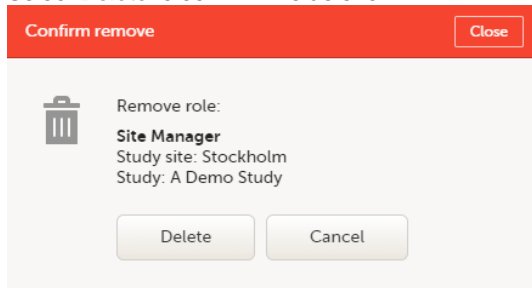 Confirm remove
Close
Remove role:
Site Manager
Study site: Stockholm
Study: A Demo Study
Delete
Cancel